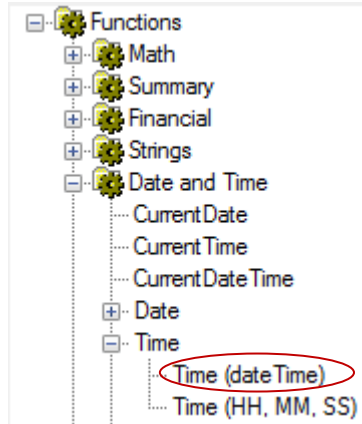 Functions
Math
Summary
Financial
Strings
Date and Time
CurrentDate
CurrentTime
CurrentDateTime
Date
Time
Time (dateTime)
Time (HH, MM, SS)